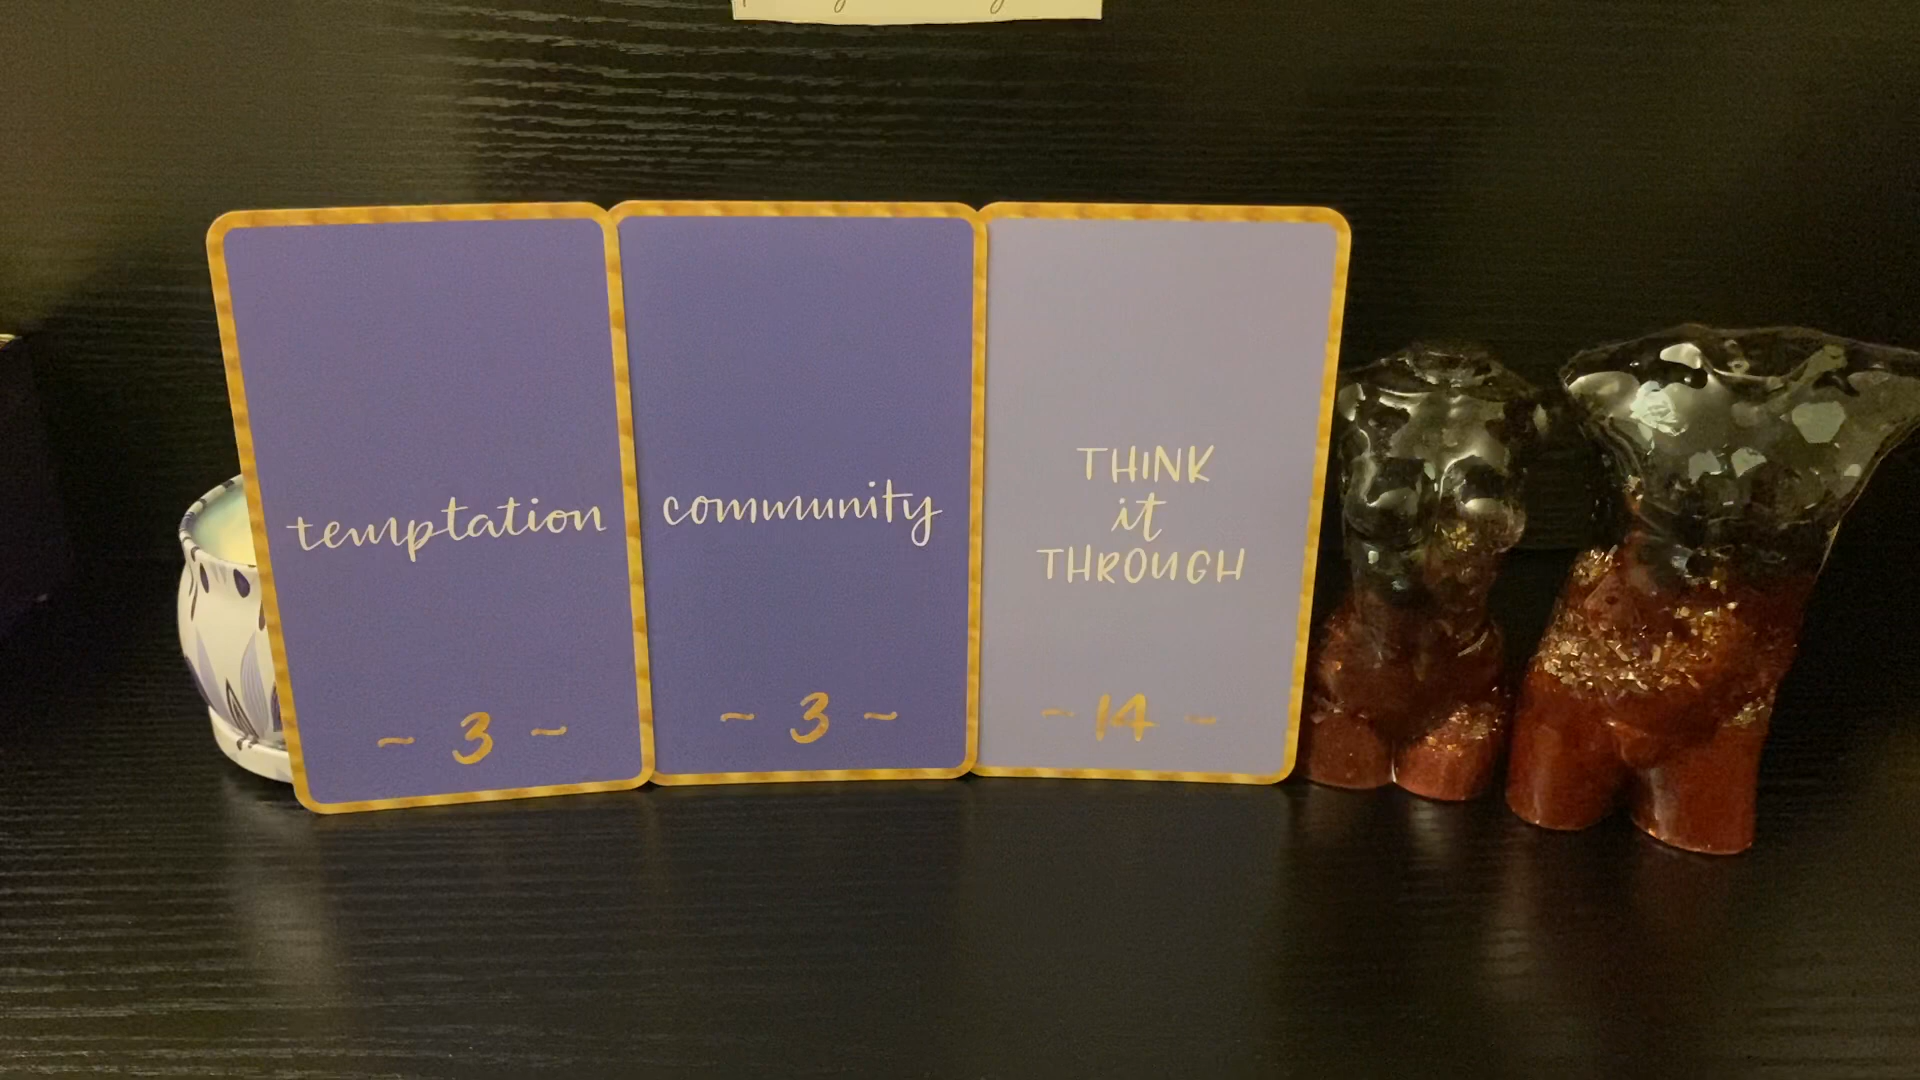 temptation
~ 3 ~
community
~ 3 ~
THINK
it
THROUGH
~ 14 ~